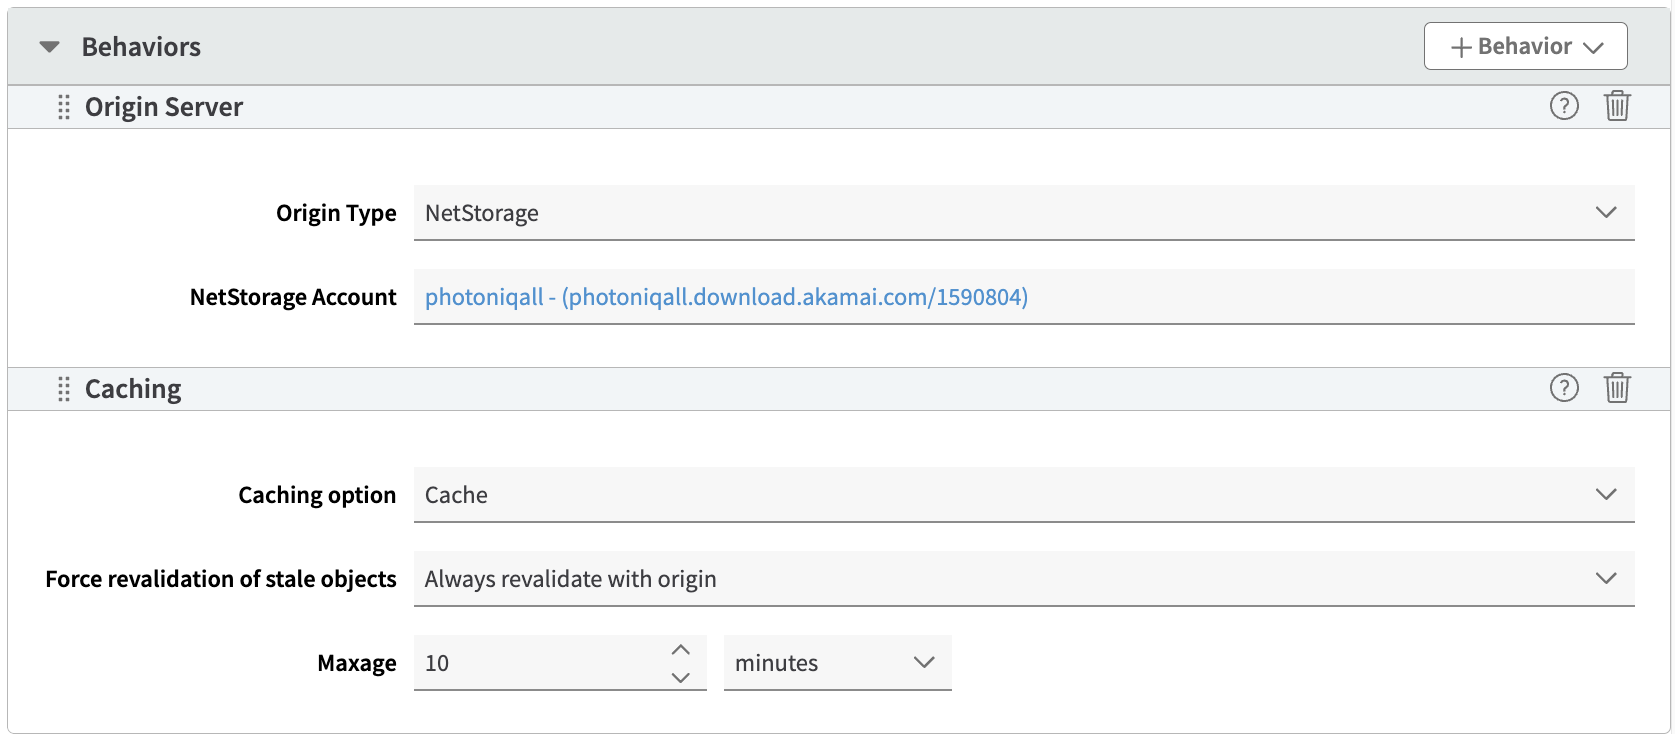 Behaviors
+ Behavior
Origin Server
?
Origin Type NetStorage
NetStorage Account photoniqall - (photoniqall.download.akamai.com/1590804)
Caching
?
Caching option Cache
Force revalidation of stale objects Always revalidate with origin
Maxage 10 minutes